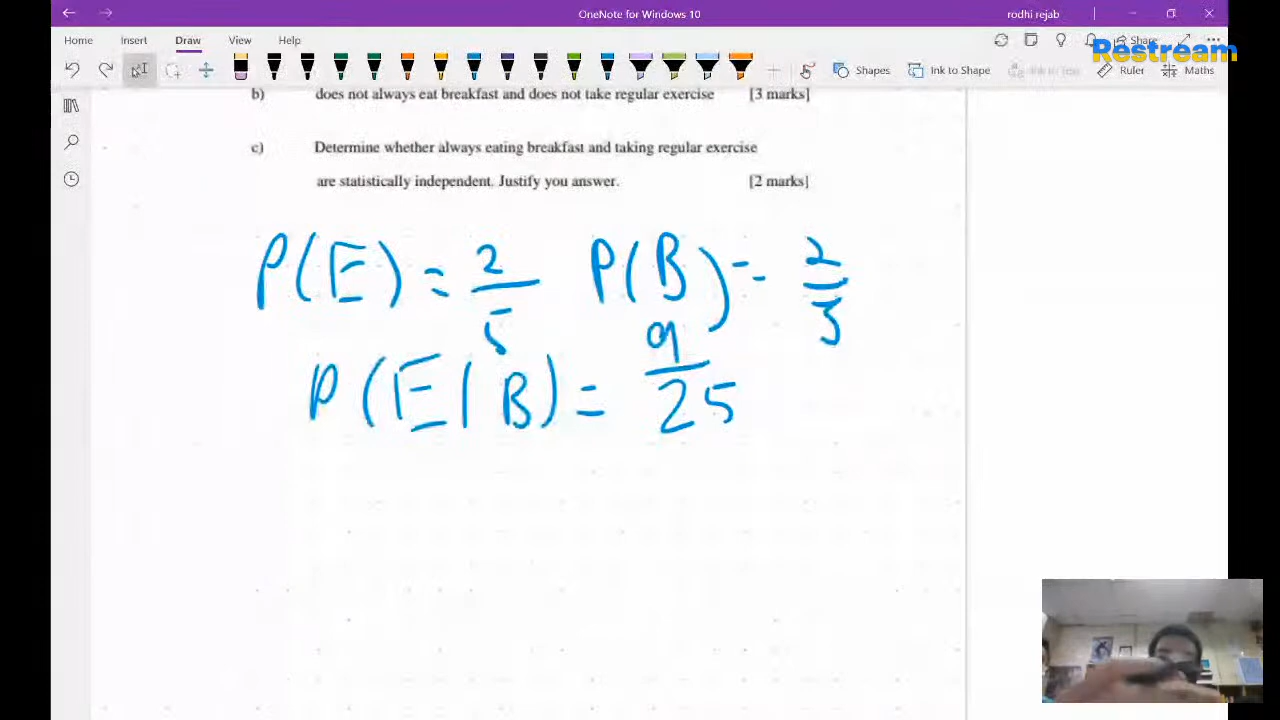 OneNote for Windows 10
rodhi rejab
Home Insert Draw View Help
Share
Restream
Shapes Ink to Shape Ruler Maths
b) does not always eat breakfast and does not take regular exercise [3 marks]
c) Determine whether always eating breakfast and taking regular exercise
are statistically independent. Justify you answer. [2 marks]
P(E) = 2/5 P(B) = 2/3
P(E|B) = 9/25